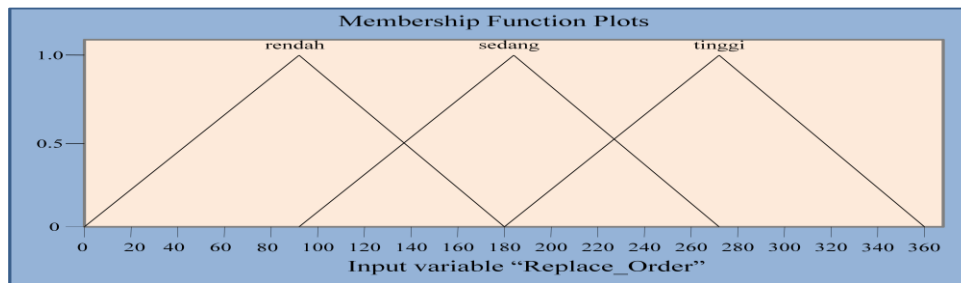 Membership Function Plots
rendah sedang tinggi
1.0
0.5
0
0 20 40 60 80 100 120 140 160 180 200 220 240 260 280 300 320 340 360
Input variable “Replace_Order”